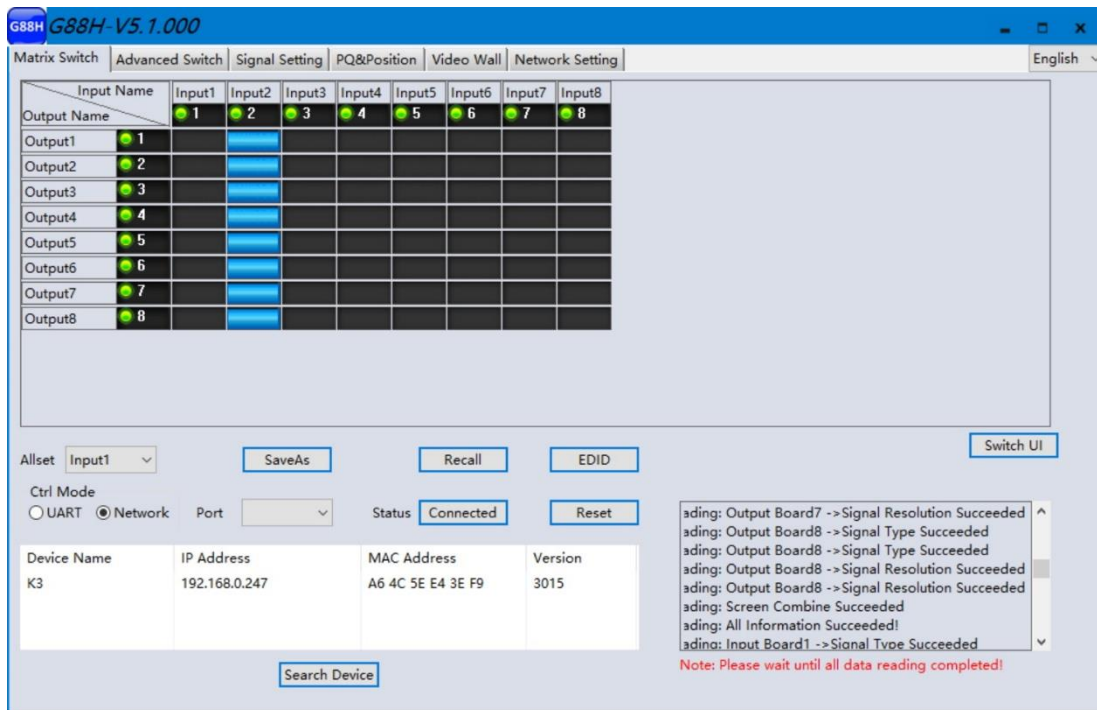 G88H G88H-V5.1.000
Matrix Switch Advanced Switch Signal Setting PQ&Position Video Wall Network Setting English
Input Name Input1 Input2 Input3 Input4 Input5 Input6 Input7 Input8
Output Name 1 2 3 4 5 6 7 8
Output1 1
Output2 2
Output3 3
Output4 4
Output5 5
Output6 6
Output7 7
Output8 8
Switch UI
Allset Input1 SaveAs Recall EDID
Ctrl Mode
UART Network Port Status Connected Reset
Device Name IP Address MAC Address Version
K3 192.168.0.247 A6 4C 5E E4 3E F9 3015
Search Device
ading: Output Board7 ->Signal Resolution Succeeded
ading: Output Board8 ->Signal Type Succeeded
ading: Output Board8 ->Signal Type Succeeded
ading: Output Board8 ->Signal Resolution Succeeded
ading: Output Board8 ->Signal Resolution Succeeded
ading: Screen Combine Succeeded
ading: All Information Succeeded!
ading: Input Board1 ->Signal Type Succeeded
Note: Please wait until all data reading completed!